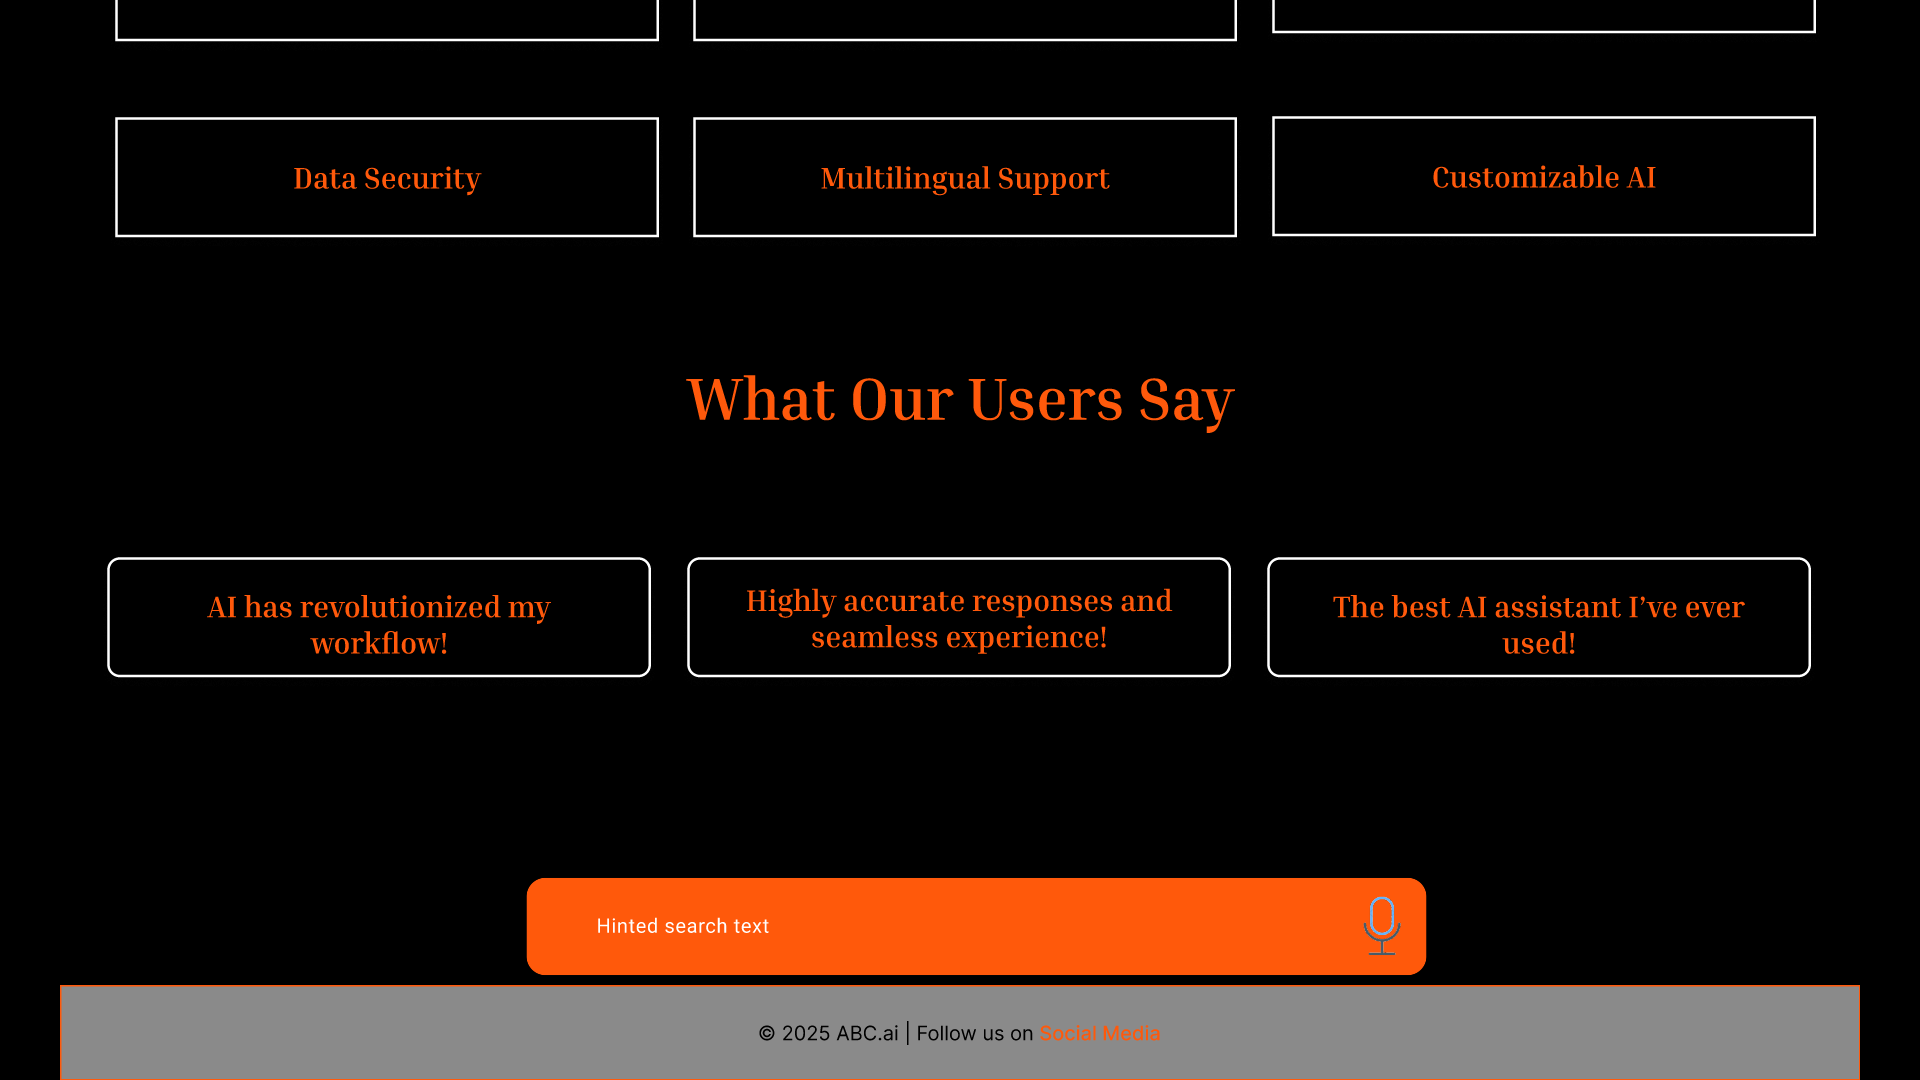 Data Security
Multilingual Support
Customizable AI
What Our Users Say
AI has revolutionized my
workflow!
Highly accurate responses and
seamless experience!
The best AI assistant I’ve ever
used!
Hinted search text
© 2025 ABC.ai | Follow us on Social Media